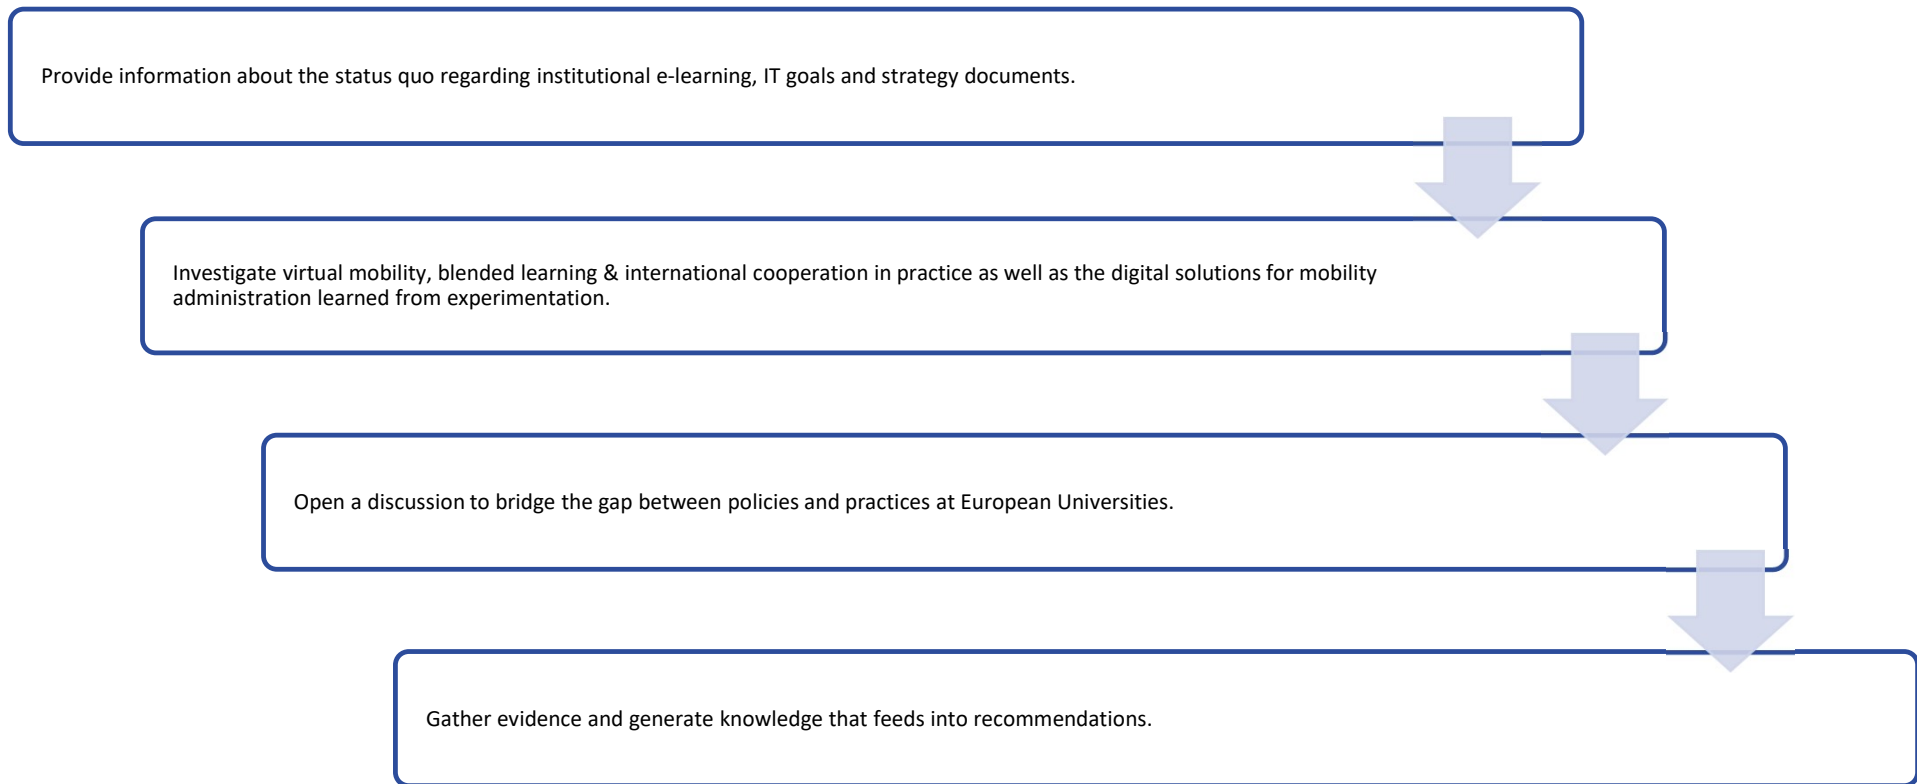 Provide information about the status quo regarding institutional e-learning, IT goals and strategy documents.
Investigate virtual mobility, blended learning & international cooperation in practice as well as the digital solutions for mobility
administration learned from experimentation.
Open a discussion to bridge the gap between policies and practices at European Universities.
Gather evidence and generate knowledge that feeds into recommendations.